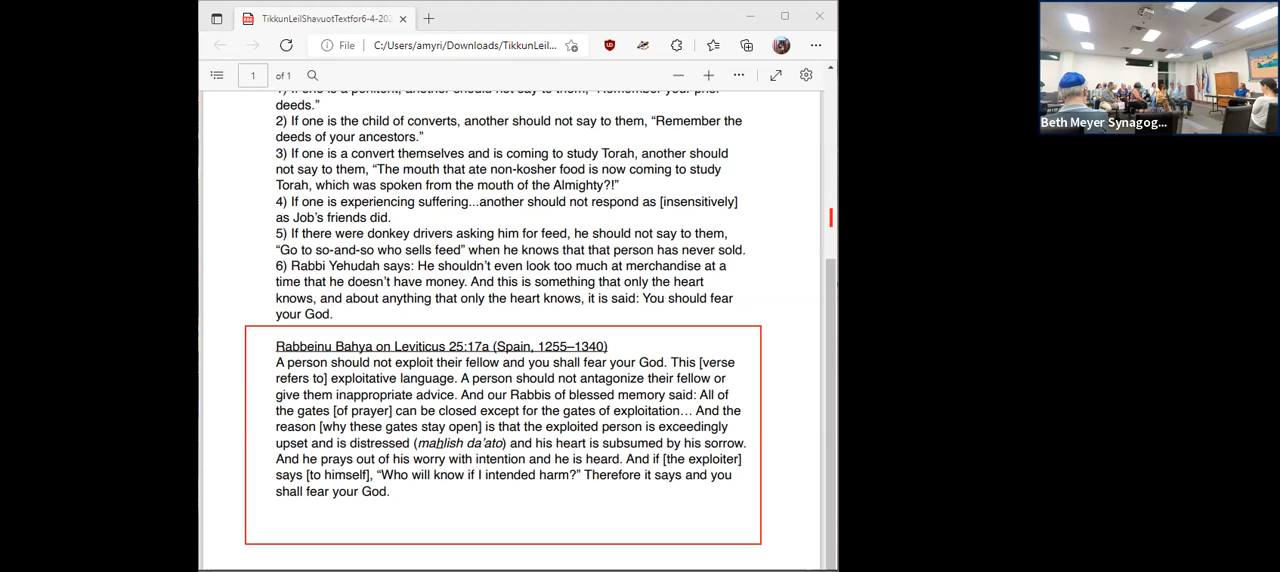 TikkunLeilShavuotTextfor6-4-202
File C:/Users/amyri/Downloads/TikkunLeil...
1 of 1
1) If one is a penitent, another should not say to them, “Remember your prior
deeds.”
2) If one is the child of converts, another should not say to them, “Remember the
deeds of your ancestors.”
3) If one is a convert themselves and is coming to study Torah, another should
not say to them, “The mouth that ate non-kosher food is now coming to study
Torah, which was spoken from the mouth of the Almighty?!”
4) If one is experiencing suffering...another should not respond as [insensitively]
as Job’s friends did.
5) If there were donkey drivers asking him for feed, he should not say to them,
“Go to so-and-so who sells feed” when he knows that that person has never sold.
6) Rabbi Yehudah says: He shouldn’t even look too much at merchandise at a
time that he doesn’t have money. And this is something that only the heart
knows, and about anything that only the heart knows, it is said: You should fear
your God.
Rabbeinu Bahya on Leviticus 25:17a (Spain, 1255–1340)
A person should not exploit their fellow and you shall fear your God. This [verse
refers to] exploitative language. A person should not antagonize their fellow or
give them inappropriate advice. And our Rabbis of blessed memory said: All of
the gates [of prayer] can be closed except for the gates of exploitation… And the
reason [why these gates stay open] is that the exploited person is exceedingly
upset and is distressed (mahlish da’ato) and his heart is subsumed by his sorrow.
And he prays out of his worry with intention and he is heard. And if [the exploiter]
says [to himself], “Who will know if I intended harm?” Therefore it says and you
shall fear your God.
Beth Meyer Synagog...